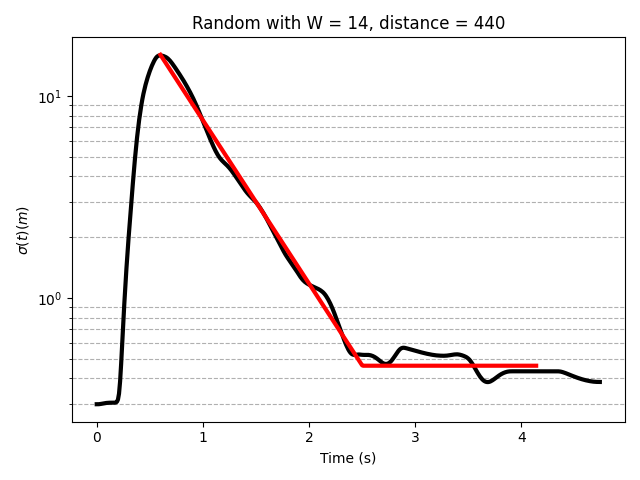 Random with W = 14, distance = 440
10¹
10⁰
σ(t)(m)
0 1 2 3 4
Time (s)